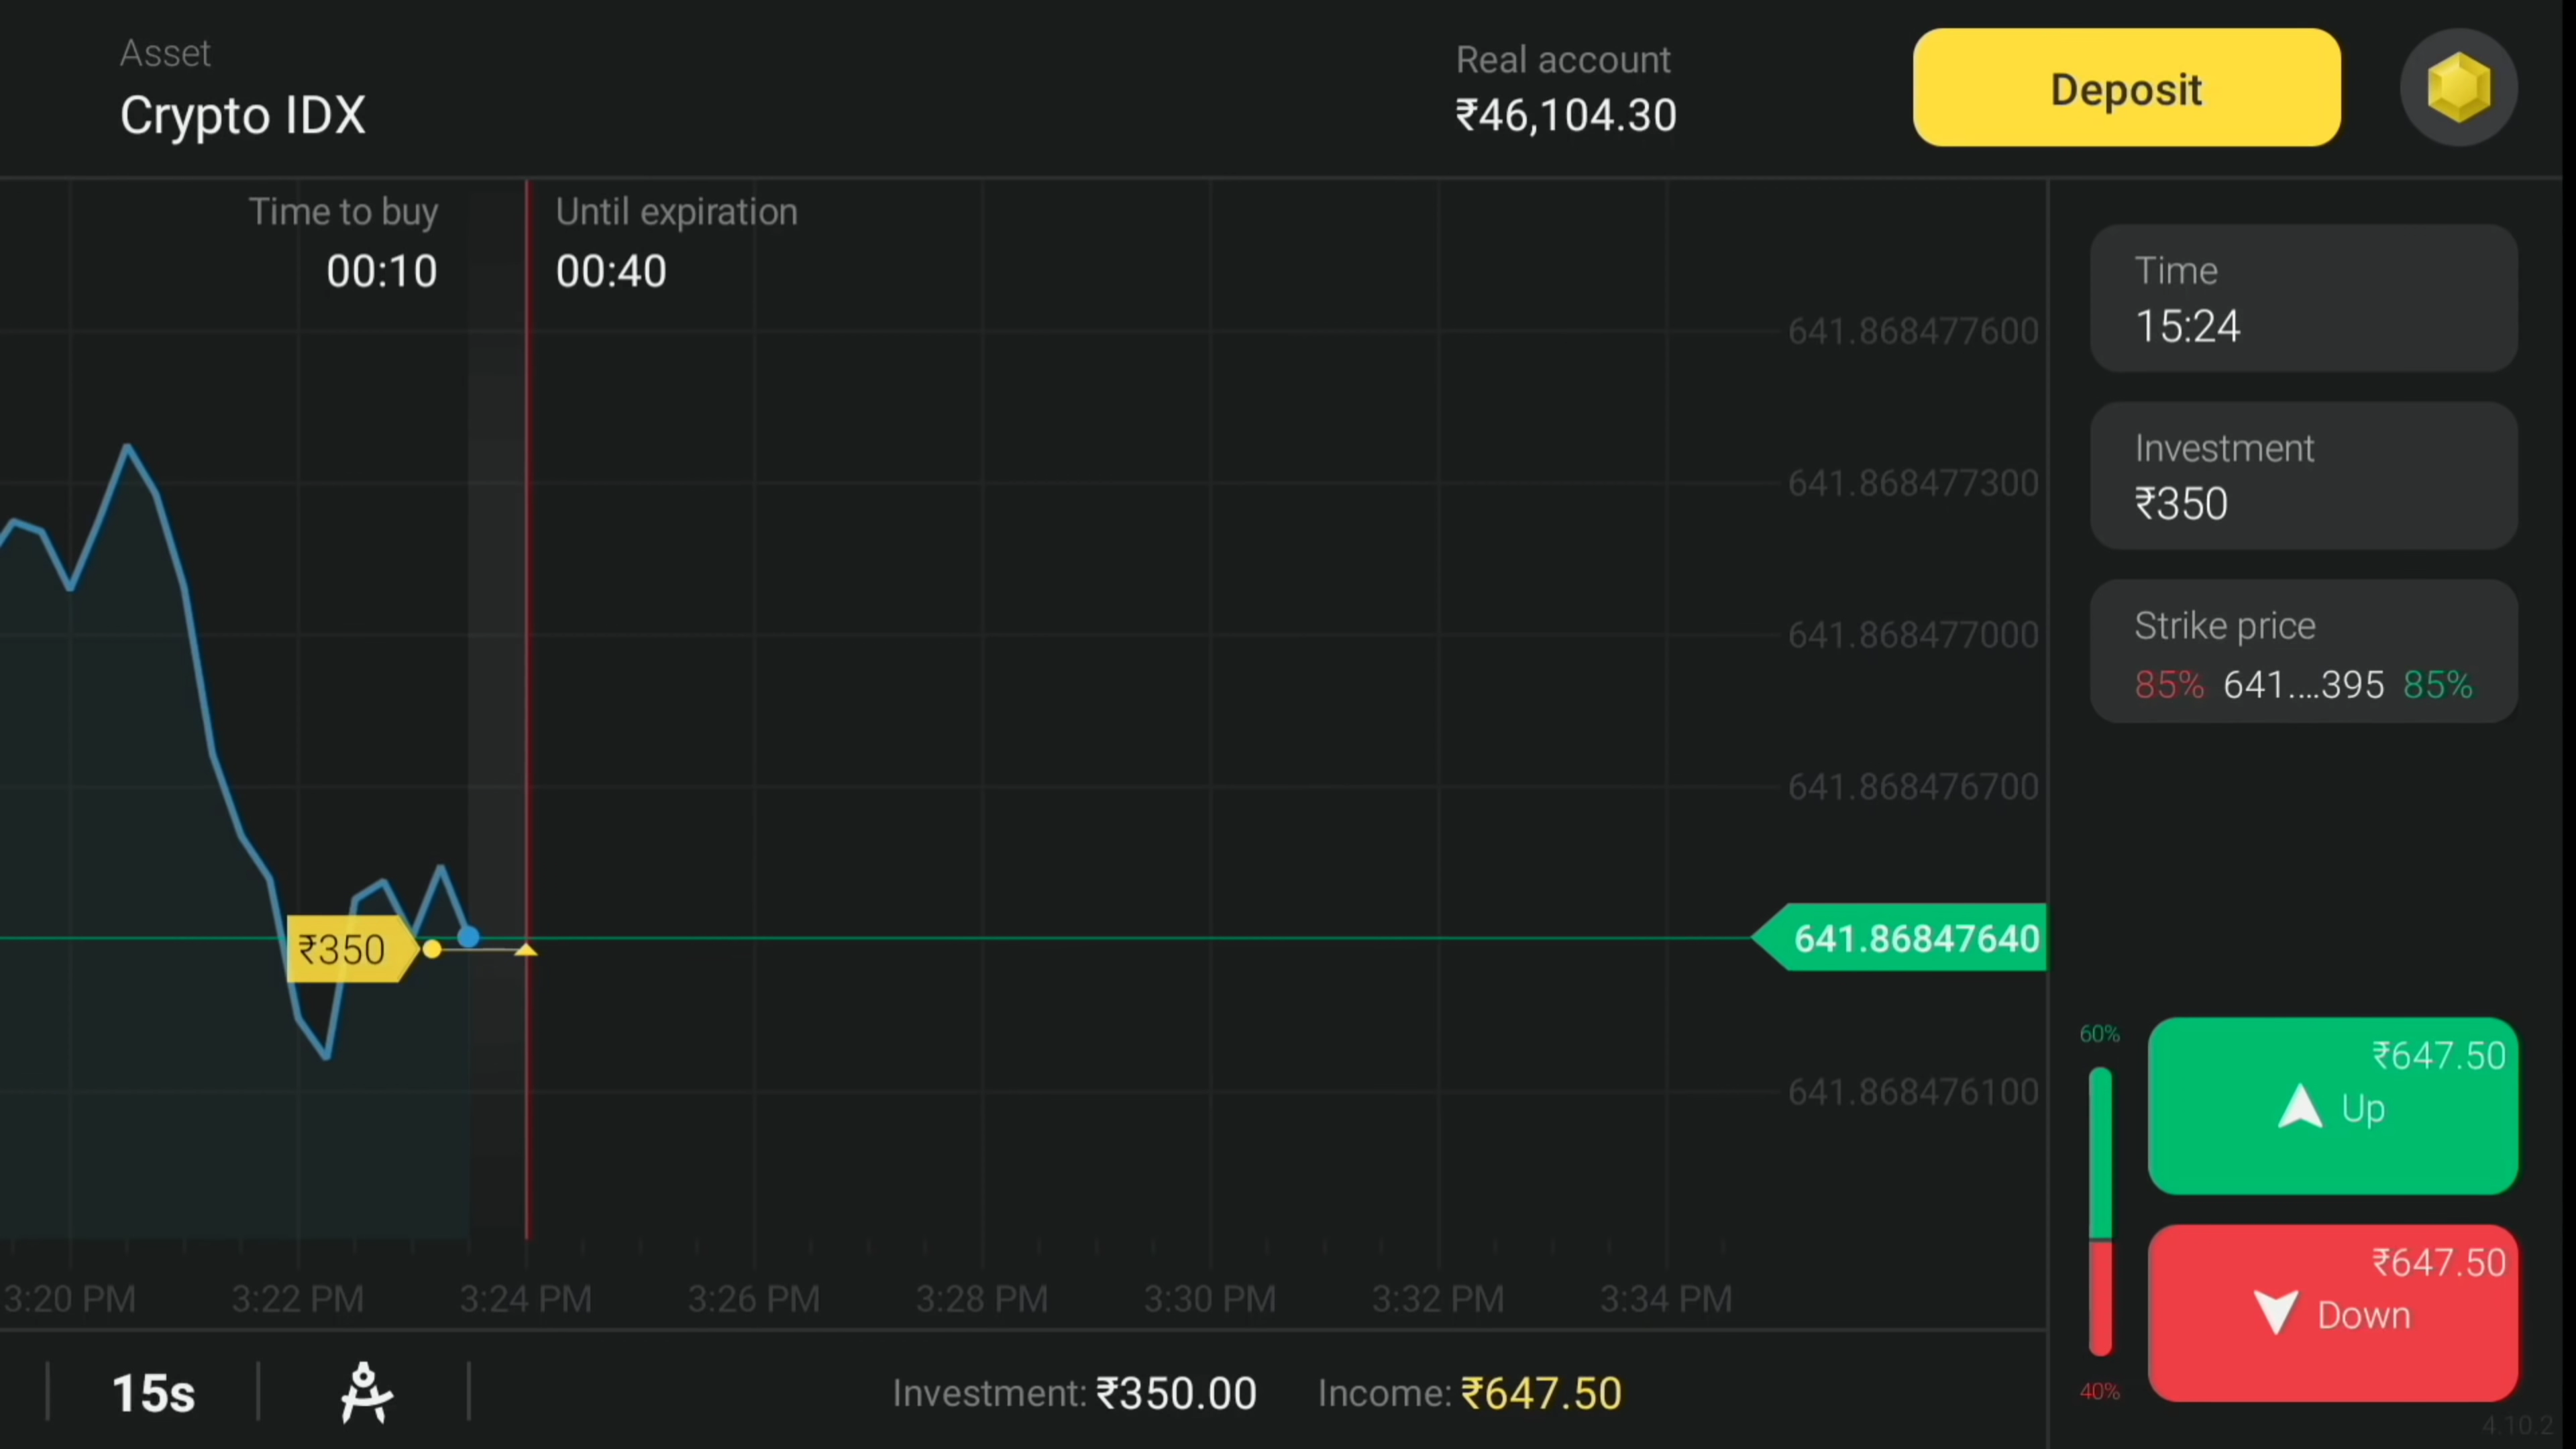 Asset
Crypto IDX
Real account
₹46,104.30
Deposit
Time to buy
00:10
Until expiration
00:40
641.868477600
641.868477300
641.868477000
641.868476700
641.86847640
641.868476100
₹350
3:20 PM
3:22 PM
3:24 PM
3:26 PM
3:28 PM
3:30 PM
3:32 PM
3:34 PM
15s
Investment: ₹350.00
Income: ₹647.50
Time
15:24
Investment
₹350
Strike price
85% 641....395 85%
60%
₹647.50
Up
₹647.50
Down
40%
4.10.2